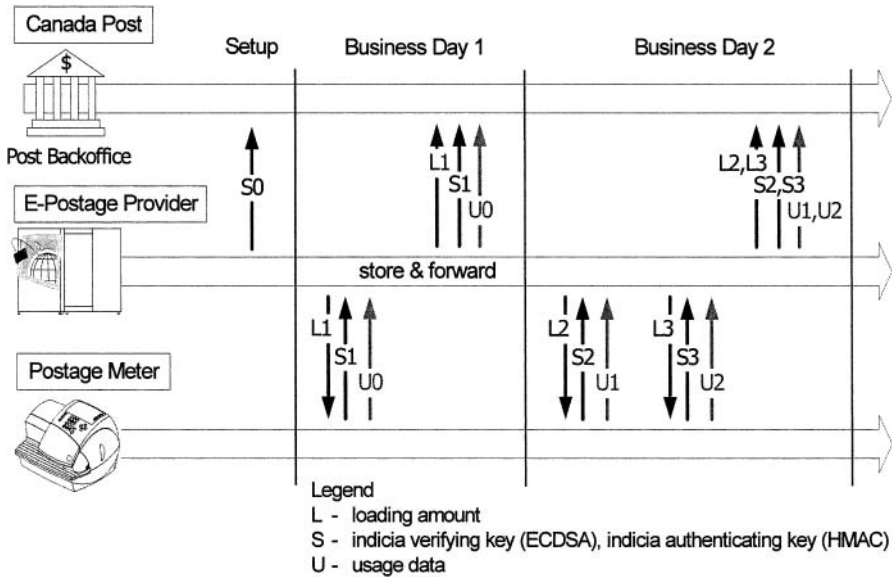 Canada Post
Setup
Business Day 1
Business Day 2
$
Post Backoffice
L1
S1
U0
L2,L3
S2,S3
U1,U2
S0
E-Postage Provider
store & forward
L1
S1
U0
L2
S2
U1
L3
S3
U2
Postage Meter
Legend
L - loading amount
S - indicia verifying key (ECDSA), indicia authenticating key (HMAC)
U - usage data